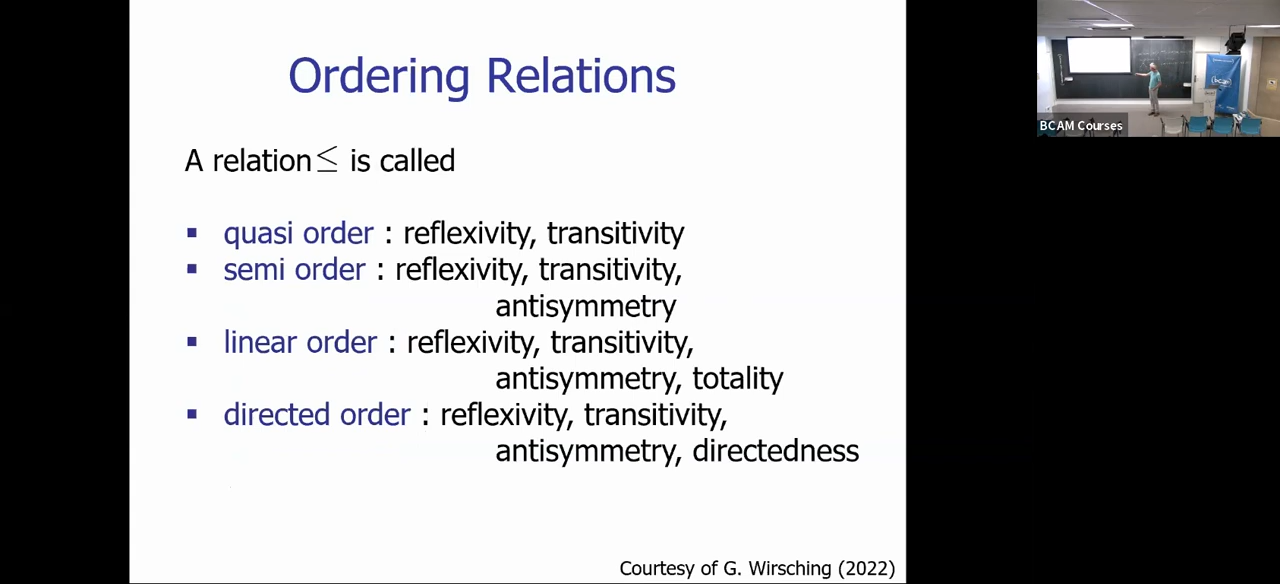 Ordering Relations
A relation ≤ is called
▪ quasi order : reflexivity, transitivity
▪ semi order : reflexivity, transitivity,
antisymmetry
▪ linear order : reflexivity, transitivity,
antisymmetry, totality
▪ directed order : reflexivity, transitivity,
antisymmetry, directedness
Courtesy of G. Wirsching (2022)
BCAM Courses